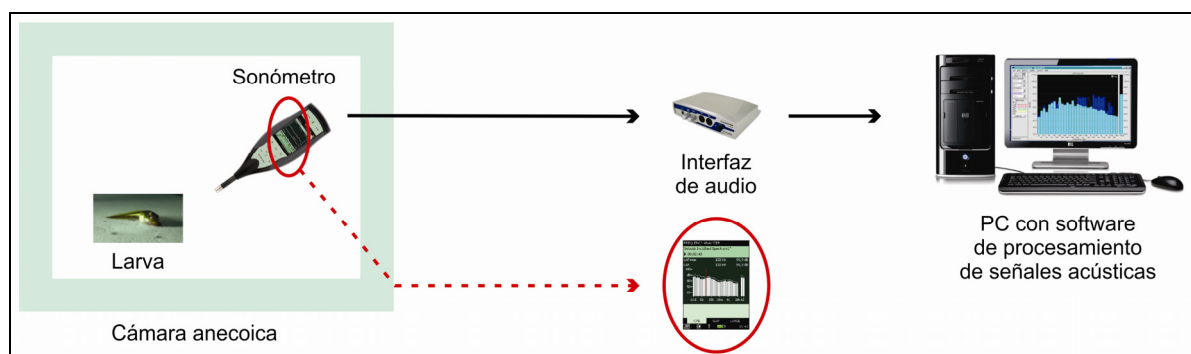 Sonómetro
Larva
Cámara anecoica
Interfaz
de audio
PC con software
de procesamiento
de señales acústicas